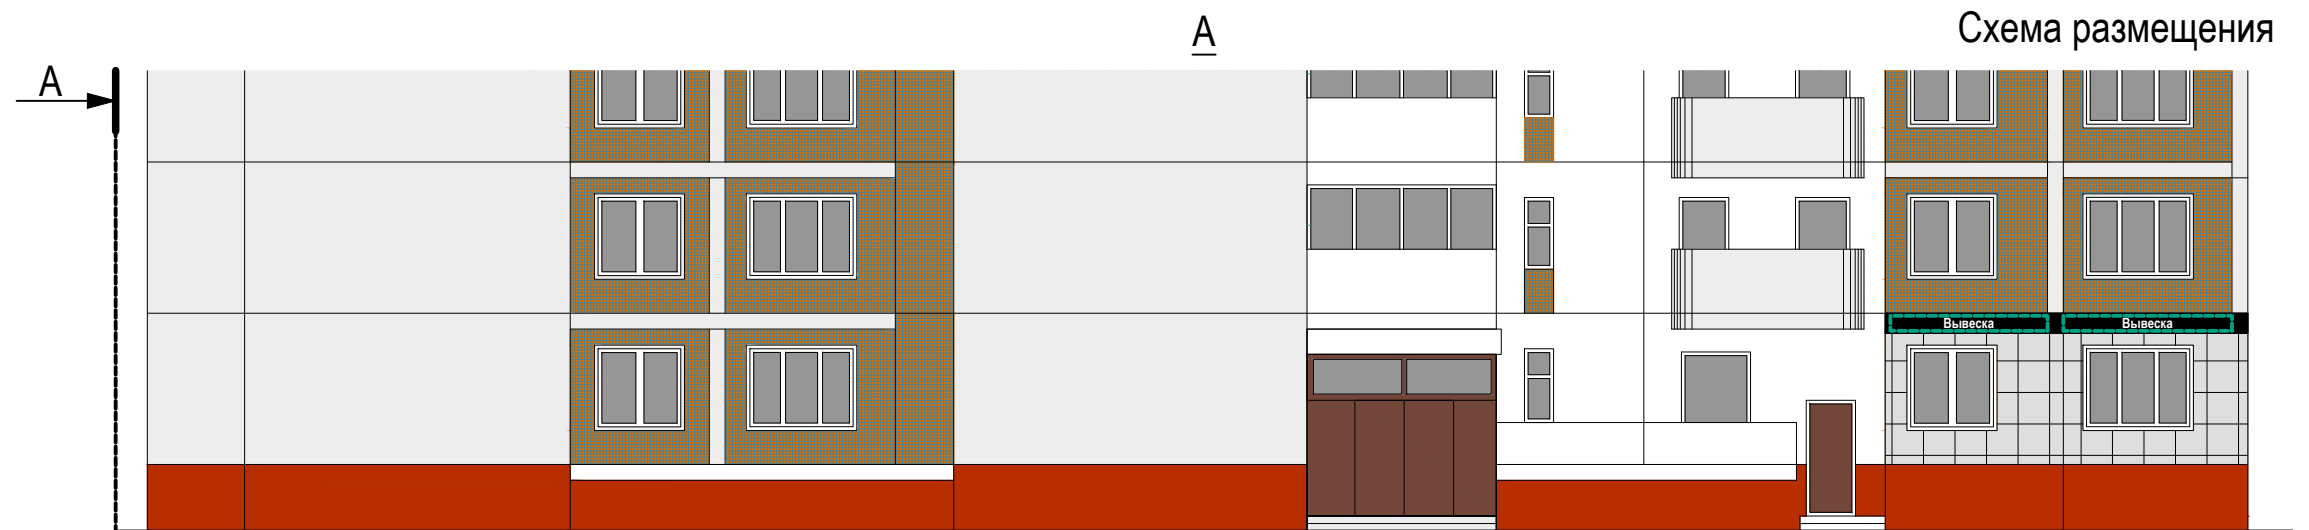 А
Схема размещения
А
Вывеска
Вывеска